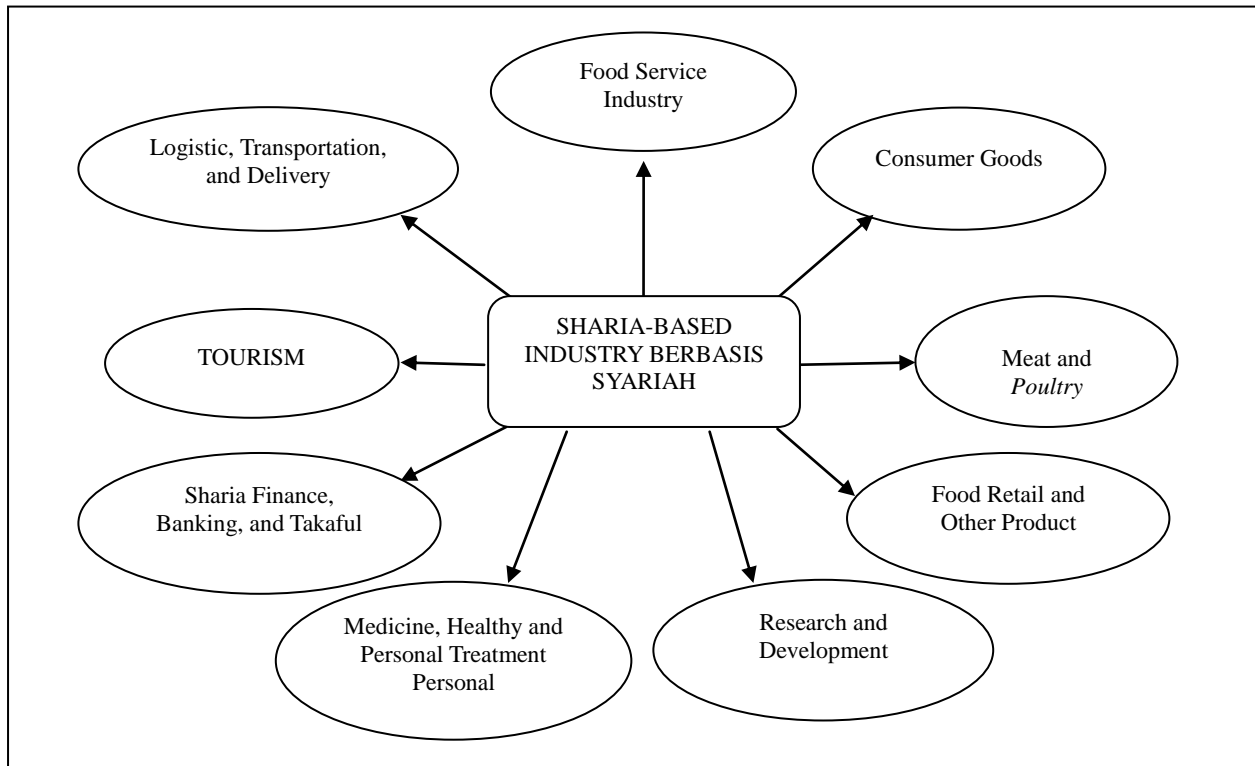 Food Service
Industry
Logistic, Transportation,
and Delivery
Consumer Goods
SHARIA-BASED
INDUSTRY BERBASIS
SYARIAH
TOURISM
Meat and
Poultry
Sharia Finance,
Banking, and Takaful
Food Retail and
Other Product
Medicine, Healthy and
Personal Treatment
Personal
Research and
Development